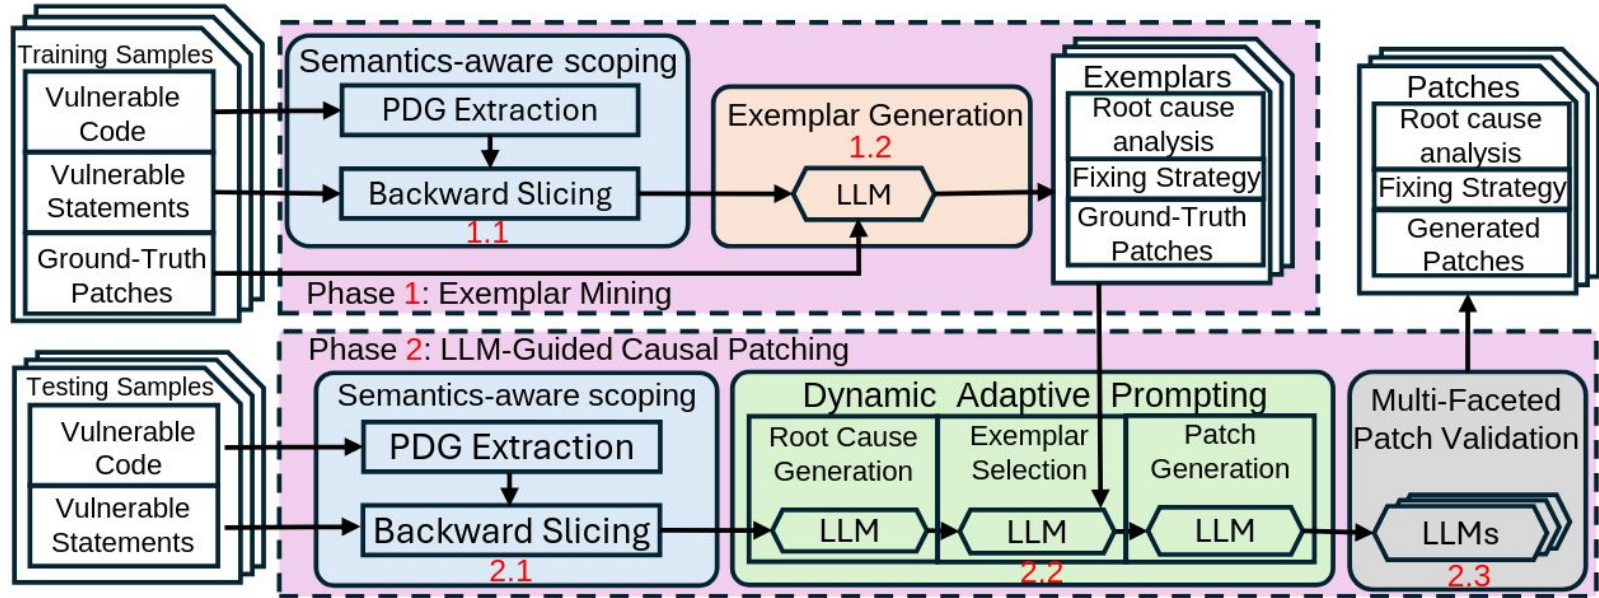 Training Samples
Vulnerable
Code
Vulnerable
Statements
Ground-Truth
Patches
Semantics-aware scoping
PDG Extraction
Backward Slicing
1.1
Exemplar Generation
1.2
LLM
Exemplars
Root cause
analysis
Fixing Strategy
Ground-Truth
Patches
Phase 1: Exemplar Mining
Patches
Root cause
analysis
Fixing Strategy
Generated
Patches
Testing Samples
Vulnerable
Code
Vulnerable
Statements
Phase 2: LLM-Guided Causal Patching
Semantics-aware scoping
PDG Extraction
Backward Slicing
2.1
Dynamic Adaptive Prompting
Root Cause
Generation
LLM
Exemplar
Selection
LLM
Patch
Generation
LLM
2.2
Multi-Faceted
Patch Validation
LLMs
2.3